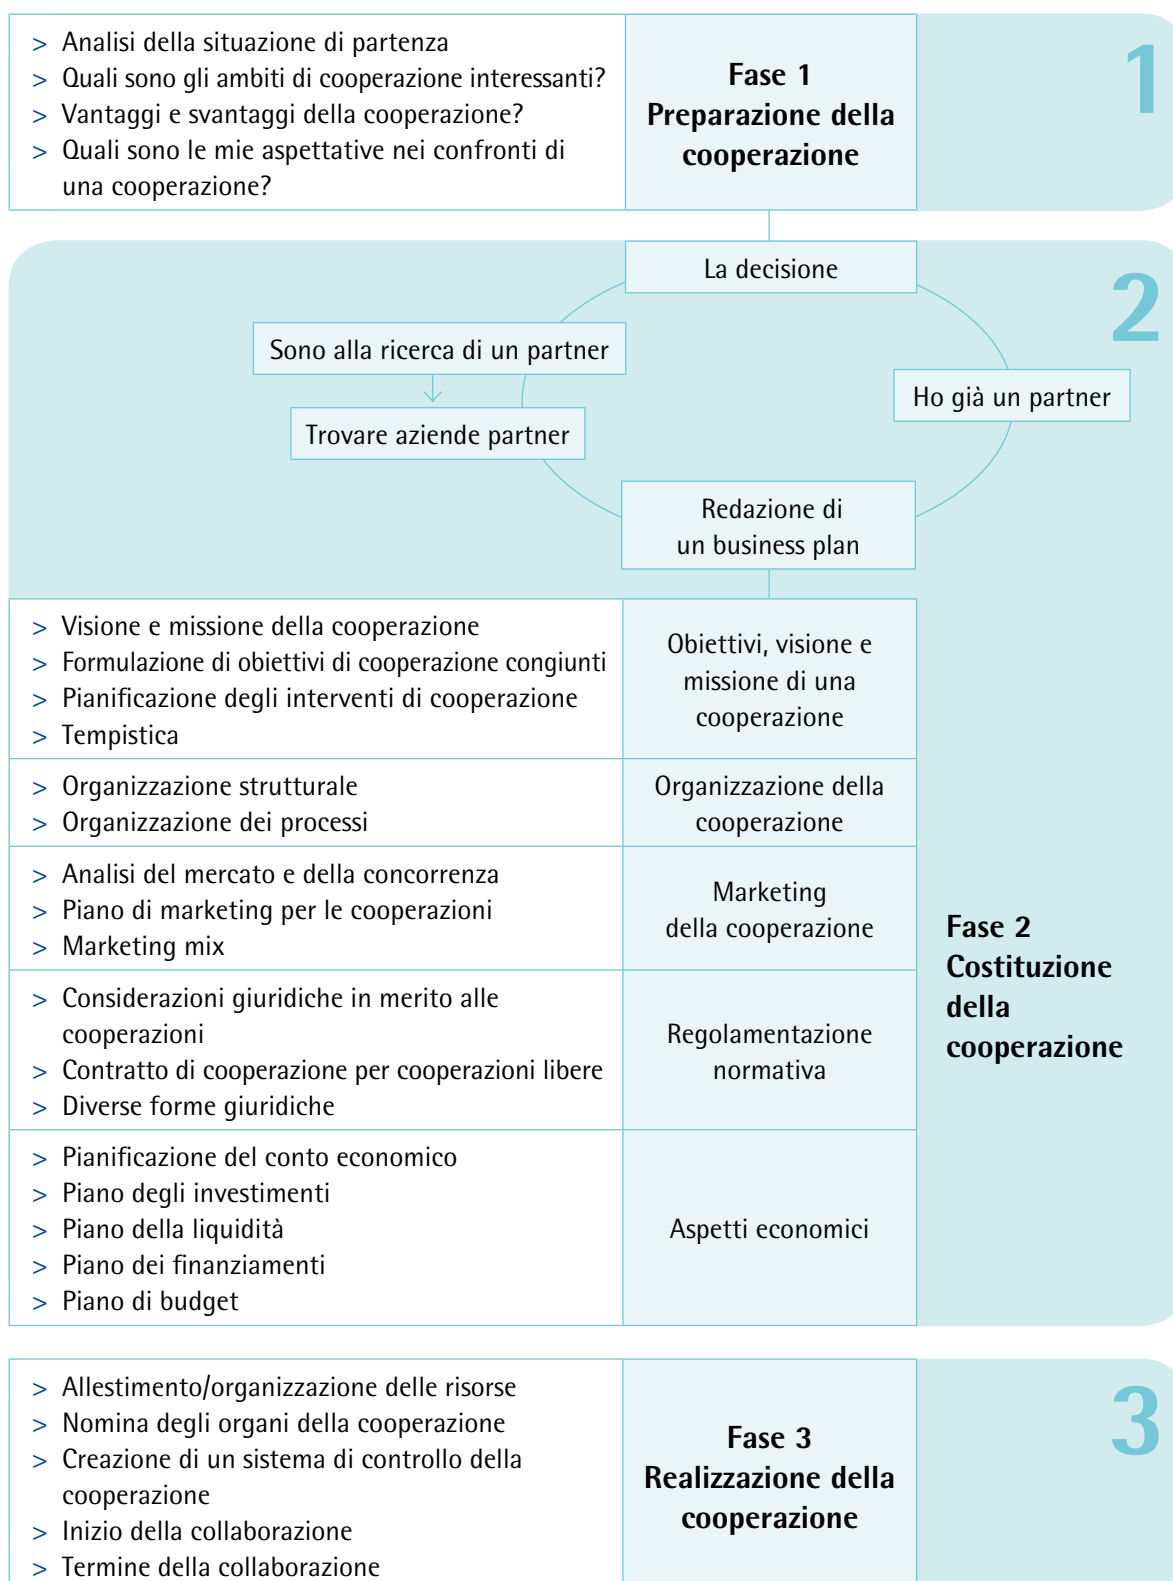 > Analisi della situazione di partenza
> Quali sono gli ambiti di cooperazione interessanti?
> Vantaggi e svantaggi della cooperazione?
> Quali sono le mie aspettative nei confronti di
una cooperazione?
Fase 1
Preparazione della
cooperazione
1
La decisione
2
Sono alla ricerca di un partner
Trovare aziende partner
Ho già un partner
Redazione di
un business plan
> Visione e missione della cooperazione
> Formulazione di obiettivi di cooperazione congiunti
> Pianificazione degli interventi di cooperazione
> Tempistica
Obiettivi, visione e
missione di una
cooperazione
> Organizzazione strutturale
> Organizzazione dei processi
Organizzazione della
cooperazione
> Analisi del mercato e della concorrenza
> Piano di marketing per le cooperazioni
> Marketing mix
Marketing
della cooperazione
> Considerazioni giuridiche in merito alle
cooperazioni
> Contratto di cooperazione per cooperazioni libere
> Diverse forme giuridiche
Regolamentazione
normativa
> Pianificazione del conto economico
> Piano degli investimenti
> Piano della liquidità
> Piano dei finanziamenti
> Piano di budget
Aspetti economici
Fase 2
Costituzione
della
cooperazione
> Allestimento/organizzazione delle risorse
> Nomina degli organi della cooperazione
> Creazione di un sistema di controllo della
cooperazione
> Inizio della collaborazione
> Termine della collaborazione
Fase 3
Realizzazione della
cooperazione
3